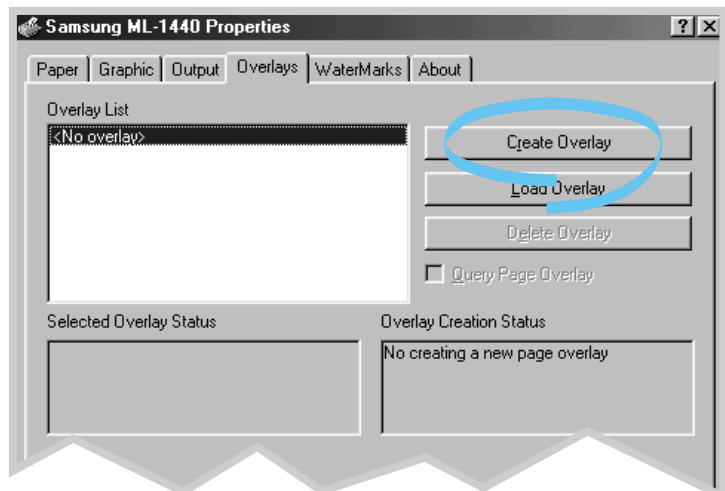 Samsung ML-1440 Properties
Paper Graphic Output Overlays WaterMarks About
Overlay List
<No overlay>
Create Overlay
Load Overlay
Delete Overlay
Query Page Overlay
Selected Overlay Status
Overlay Creation Status
No creating a new page overlay